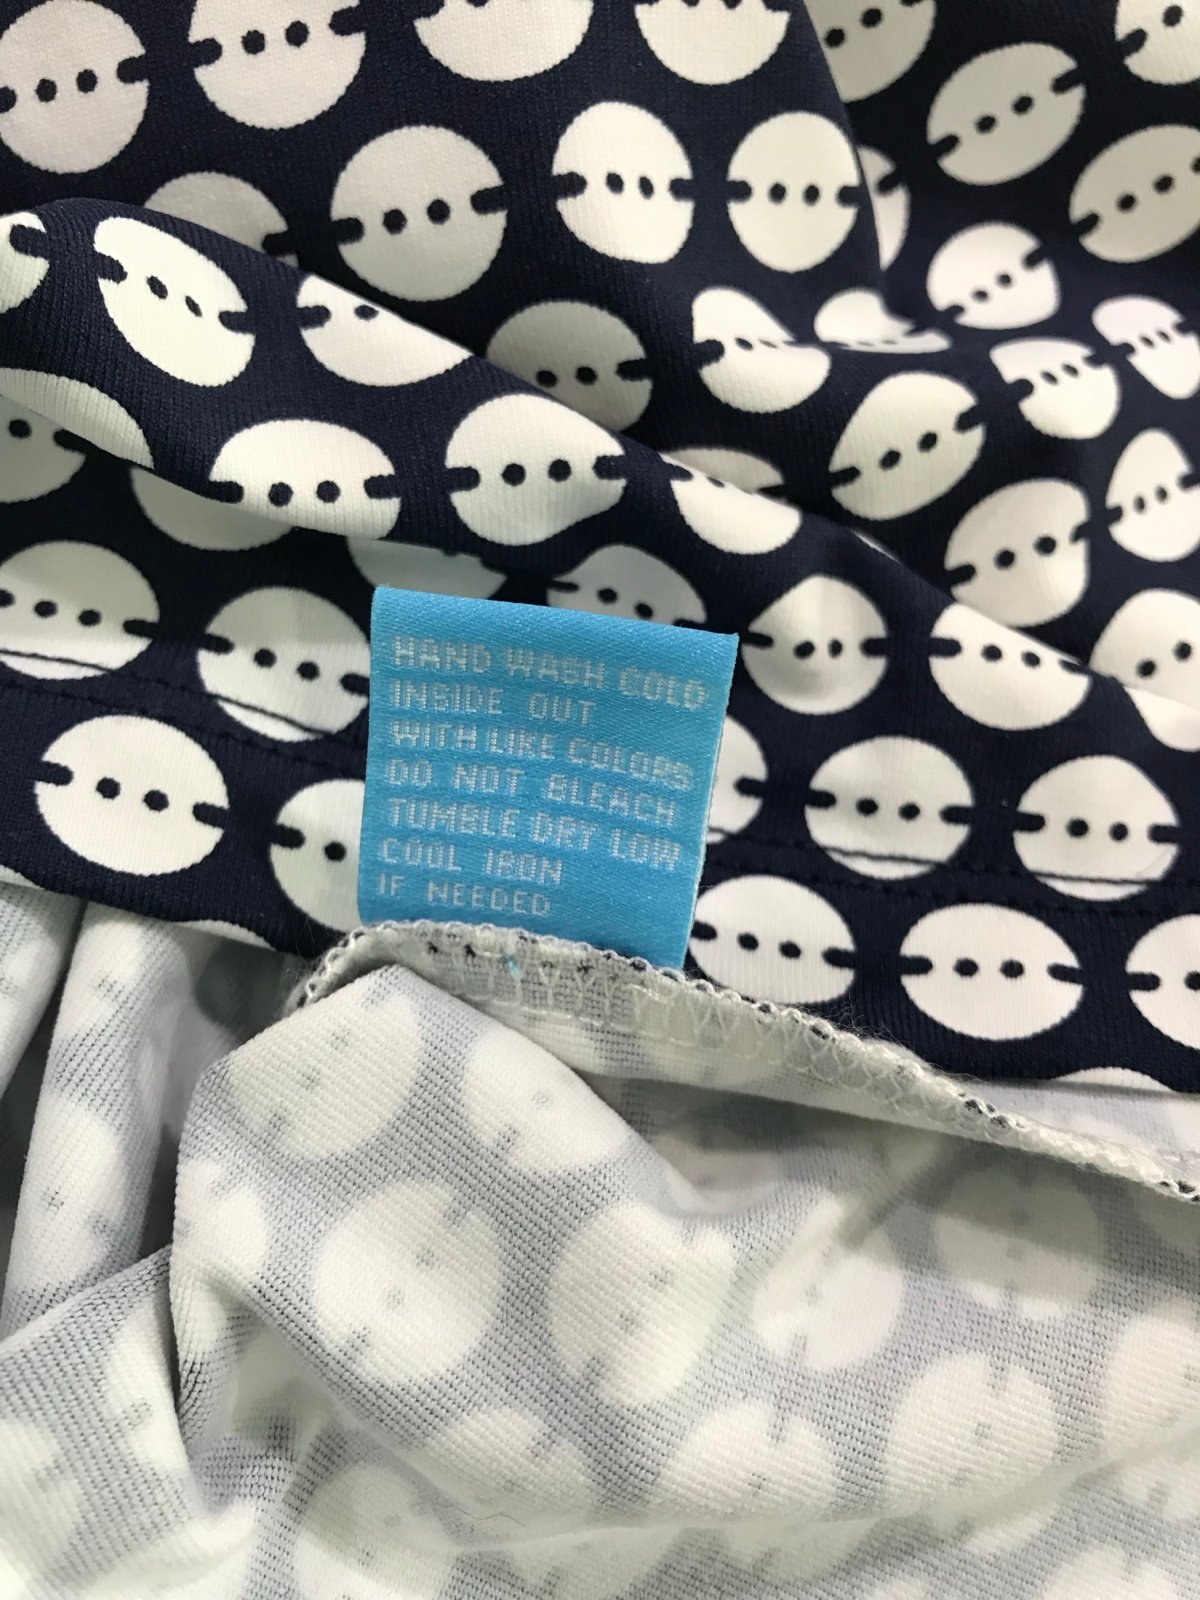 HAND WASH COLD
INSIDE OUT
WITH LIKE COLORS
DO NOT BLEACH
TUMBLE DRY LOW
COOL IRON
IF NEEDED